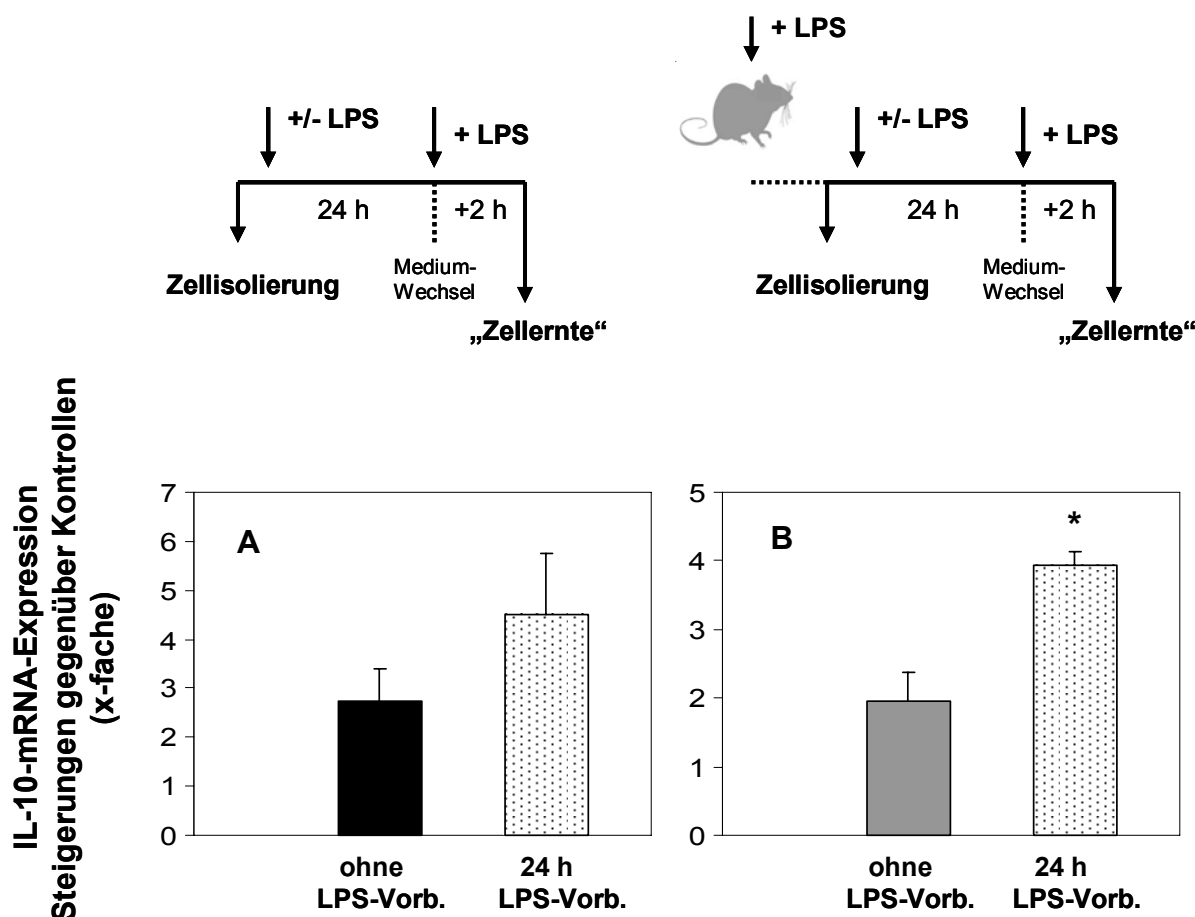 + LPS
+/- LPS
+ LPS
24 h
+2 h
Zellisolierung
Medium-
Wechsel
„Zellernte“
+/- LPS
+ LPS
24 h
+2 h
Zellisolierung
Medium-
Wechsel
„Zellernte“
IL-10-mRNA-Expression
Steigerungen gegenüber Kontrollen
(x-fache)
7
6
5
4
3
2
1
0
A
ohne
LPS-Vorb.
24 h
LPS-Vorb.
5
4
3
2
1
0
B
*
ohne
LPS-Vorb.
24 h
LPS-Vorb.